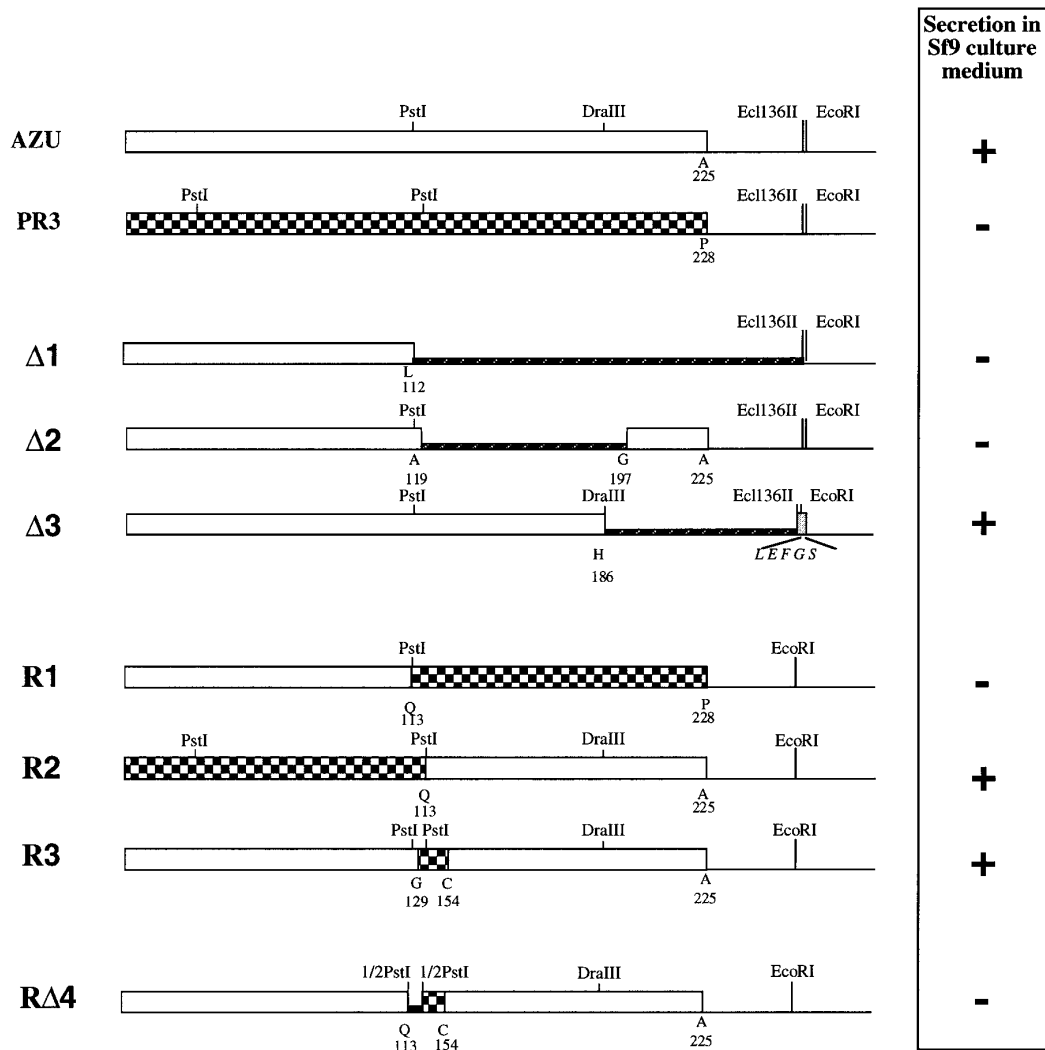 Secretion in
Sf9 culture
medium
PstI DraIII Ecl136II EcoRI
AZU +
A
225
PstI PstI Ecl136II EcoRI
PR3 -
P
228
Ecl136II EcoRI
Δ1 -
L
112
PstI Ecl136II EcoRI
Δ2 -
A G A
119 197 225
PstI DraIII Ecl136II EcoRI
Δ3 +
H L E F G S
186
PstI EcoRI
R1 -
Q P
113 228
PstI PstI DraIII EcoRI
R2 +
Q A
113 225
PstI PstI DraIII EcoRI
R3 +
G C A
129 154 225
1/2PstI 1/2PstI DraIII EcoRI
RΔ4 -
Q C A
113 154 225